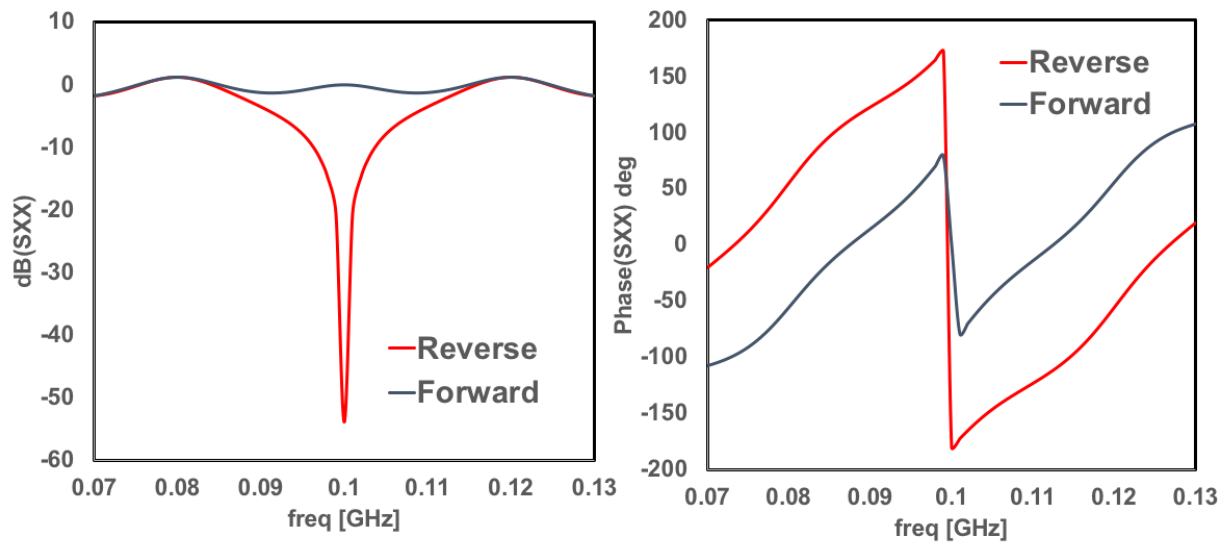 10
0
-10
-20
-30
-40
-50
-60
dB(SXX)
Reverse
Forward
0.07 0.08 0.09 0.1 0.11 0.12 0.13
freq [GHz]
200
150
100
50
0
-50
-100
-150
-200
Phase(SXX) deg
Reverse
Forward
0.07 0.08 0.09 0.1 0.11 0.12 0.13
freq [GHz]